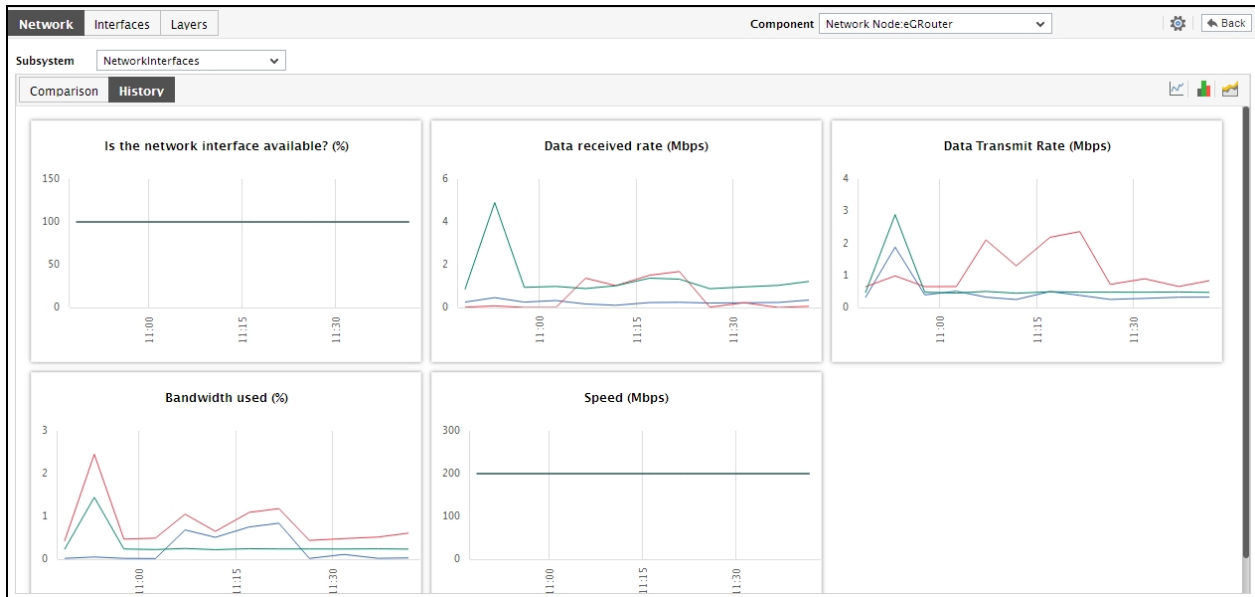 Network Interfaces Layers Component Network Node:eGRouter Back
Subsystem NetworkInterfaces
Comparison History
Is the network interface available? (%)
150
100
50
0
11:00 11:15 11:30
Data received rate (Mbps)
6
4
2
0
11:00 11:15 11:30
Data Transmit Rate (Mbps)
4
3
2
1
0
11:00 11:15 11:30
Bandwidth used (%)
3
2
1
0
11:00 11:15 11:30
Speed (Mbps)
300
200
100
0
11:00 11:15 11:30